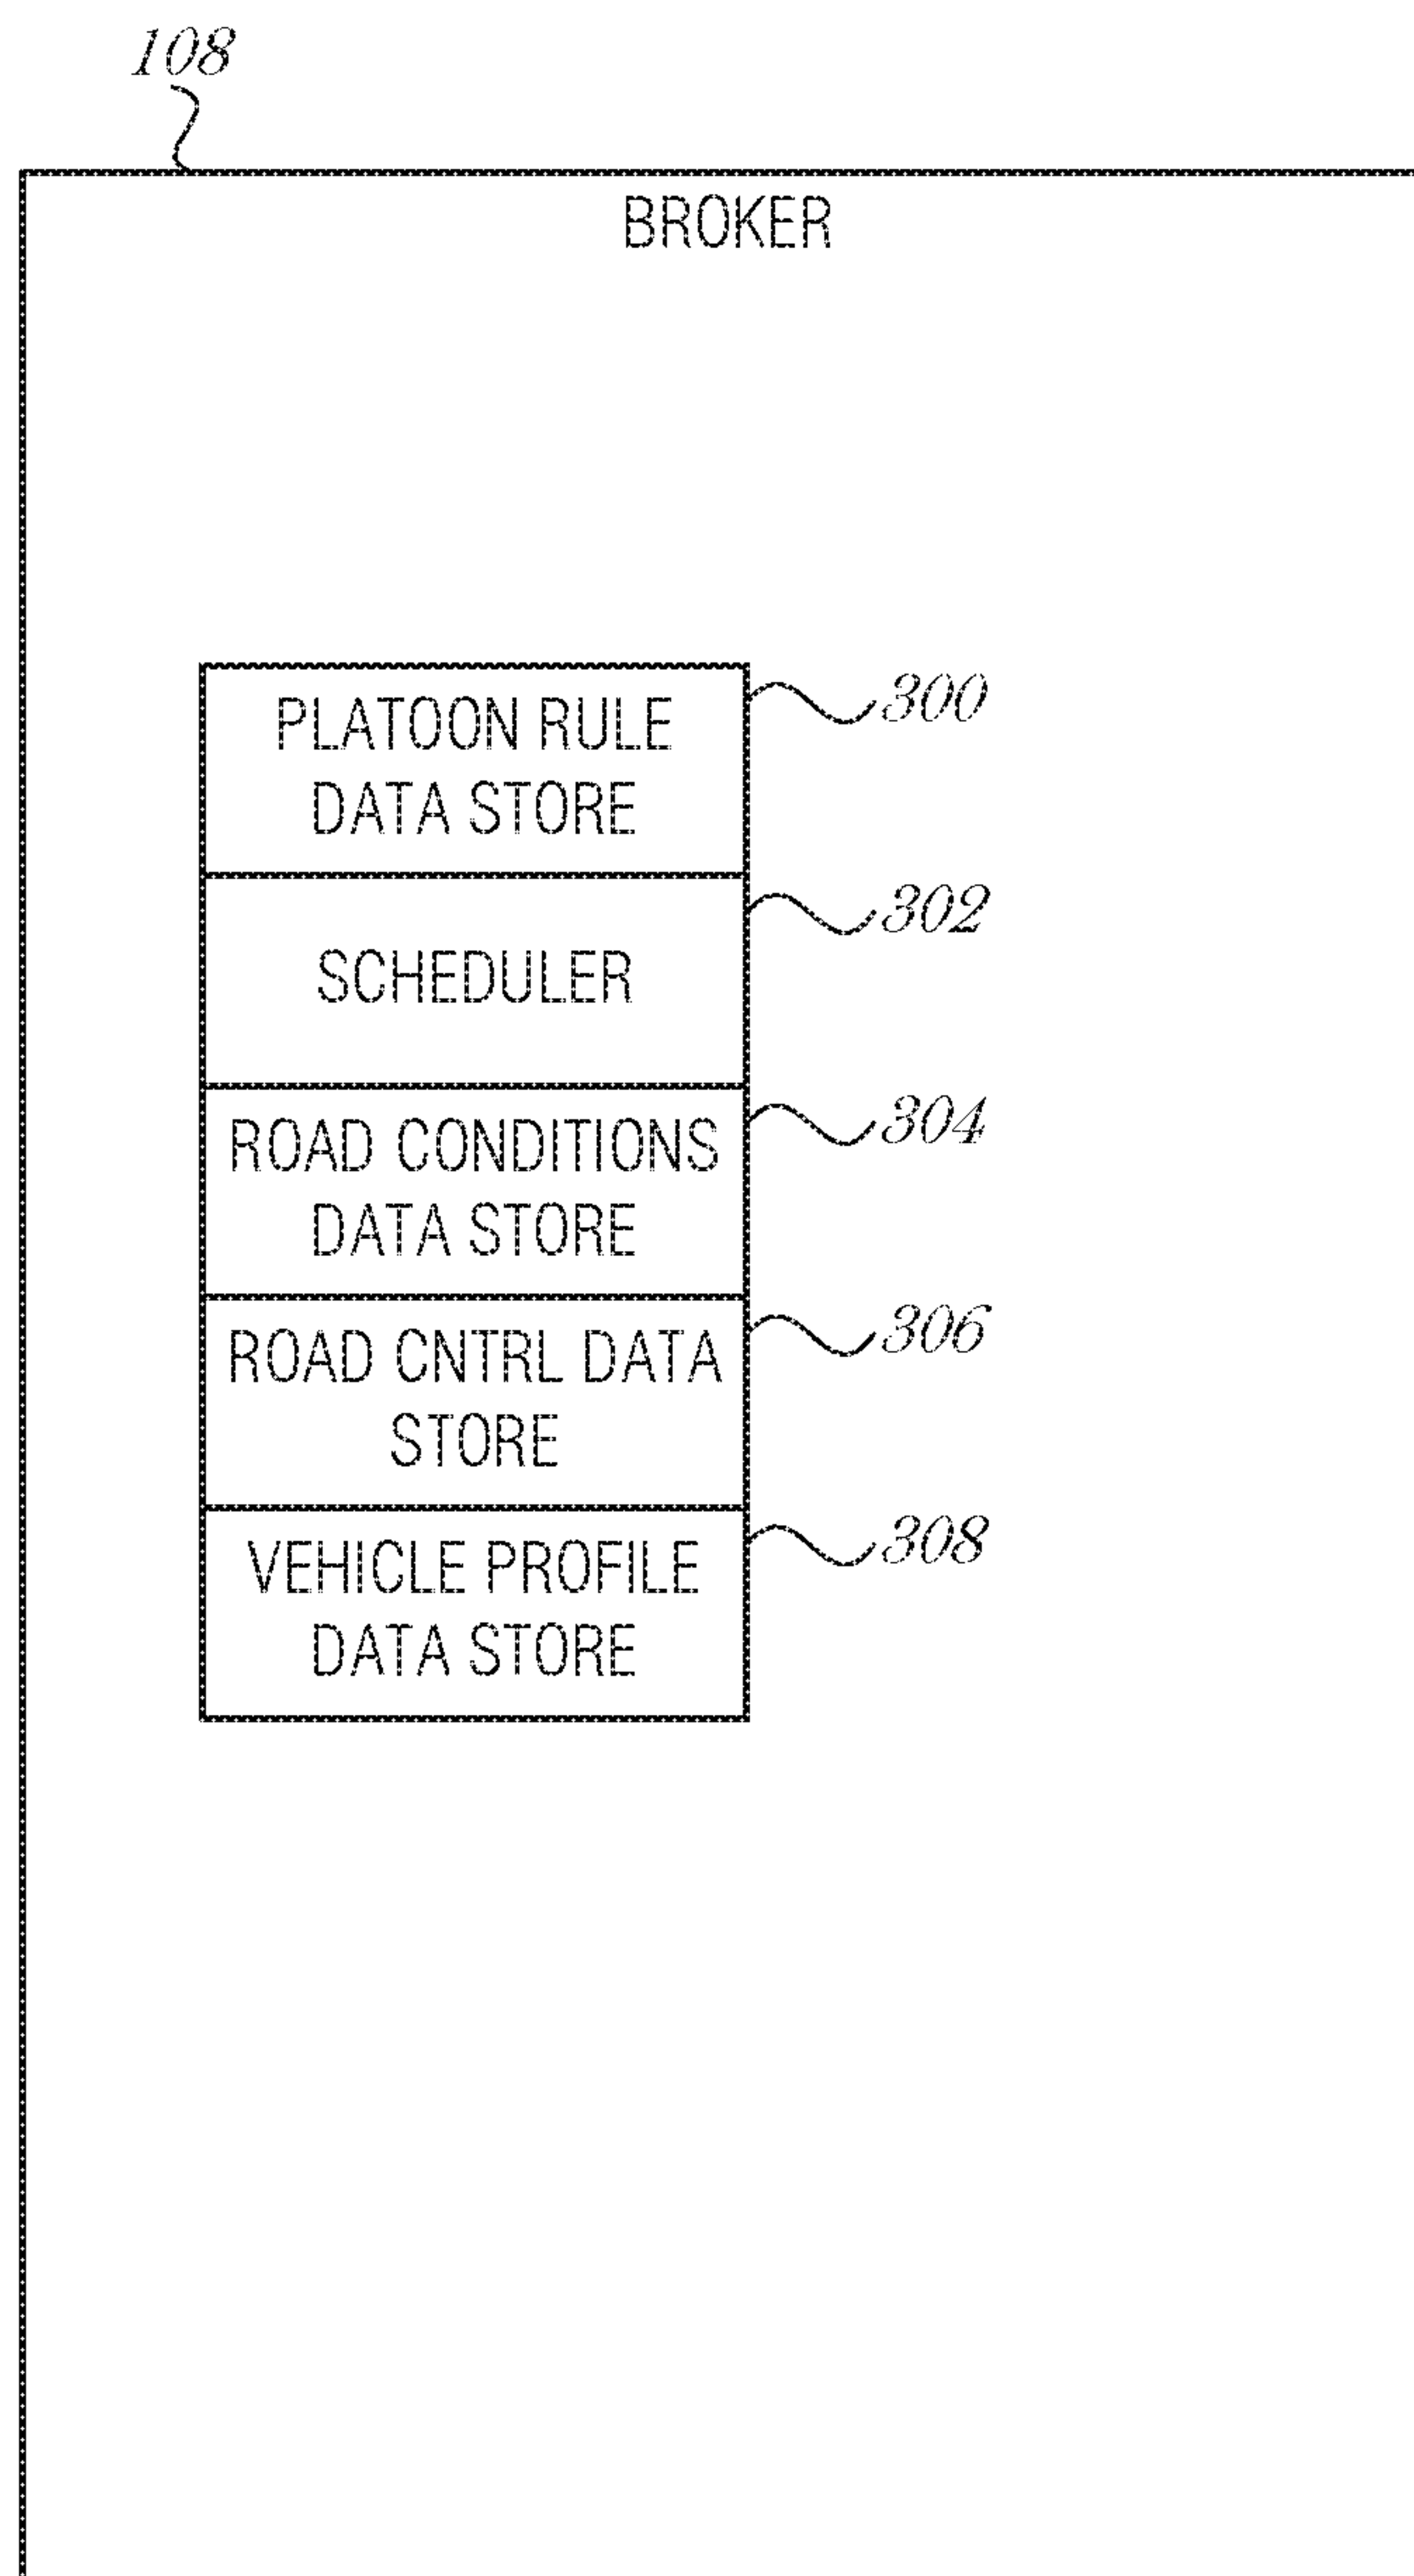 108
BROKER
PLATOON RULE
DATA STORE
300
SCHEDULER
302
ROAD CONDITIONS
DATA STORE
304
ROAD CNTRL DATA
STORE
306
VEHICLE PROFILE
DATA STORE
308